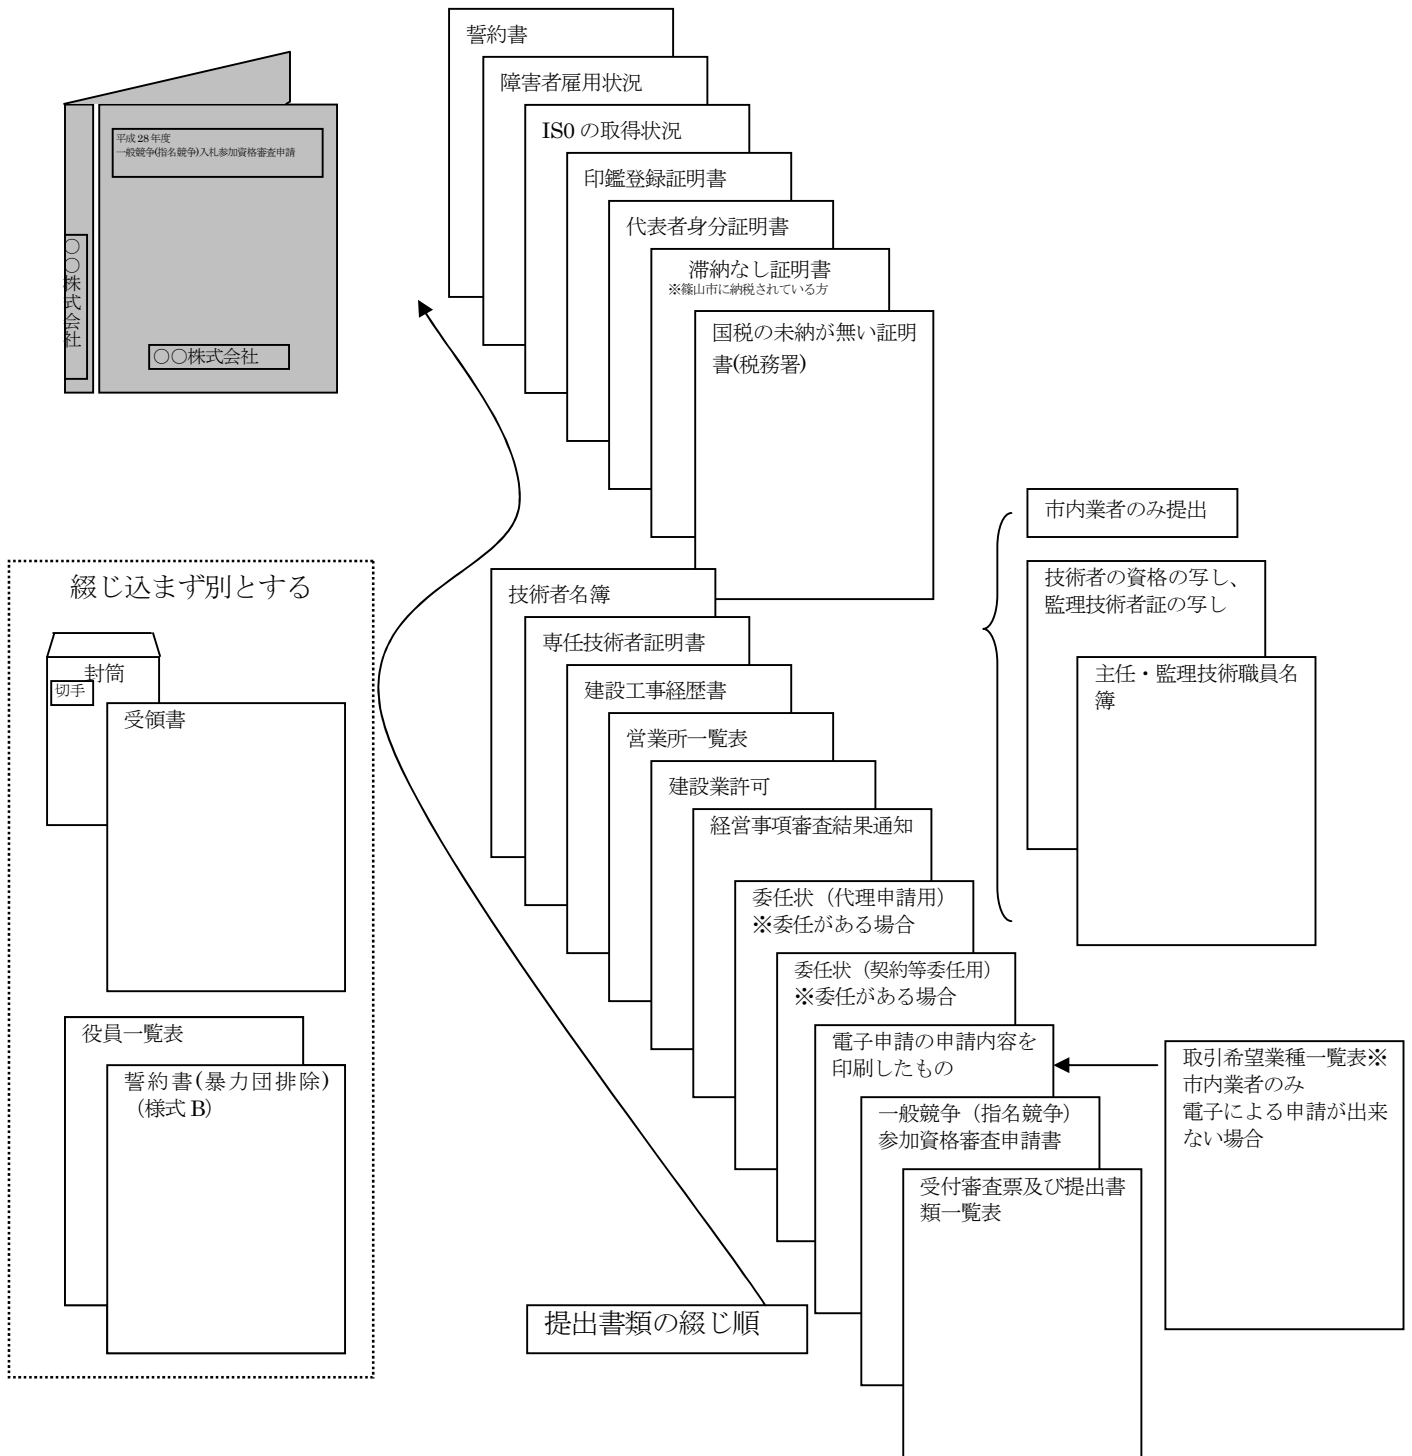 誓約書
障害者雇用状況
IS0の取得状況
印鑑登録証明書
代表者身分証明書
滞納なし証明書
※篠山市に納税されている方
国税の未納が無い証明
書(税務署)
平成28年度
一般競争(指名競争)入札参加資格審査申請
〇〇株式会社
〇〇株式会社
市内業者のみ提出
技術者の資格の写し、
監理技術者証の写し
主任・監理技術職員名
簿
綴じ込まず別とする
封筒
切手
受領書
役員一覧表
誓約書(暴力団排除)
(様式B)
技術者名簿
専任技術者証明書
建設工事経歴書
営業所一覧表
建設業許可
経営事項審査結果通知
委任状（代理申請用）
※委任がある場合
委任状（契約等委任用）
※委任がある場合
電子申請の申請内容を
印刷したもの
一般競争（指名競争）
参加資格審査申請書
受付審査票及び提出書
類一覧表
取引希望業種一覧表※
市内業者のみ
電子による申請が出来
ない場合
提出書類の綴じ順